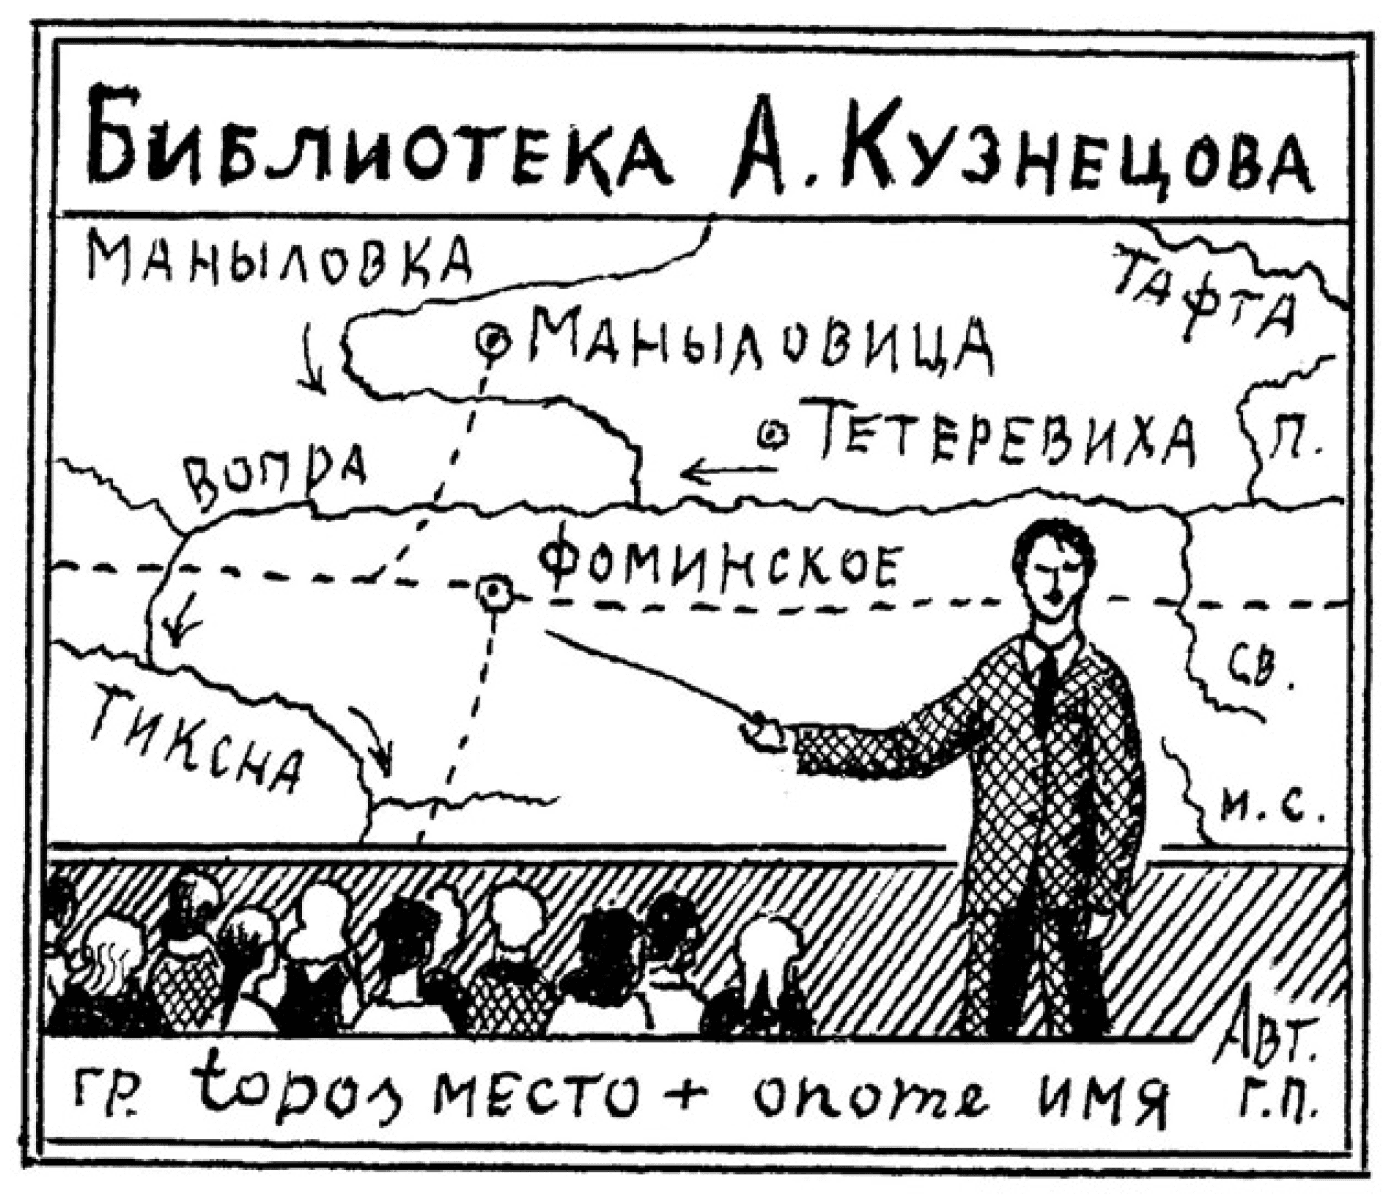 Библиотека А. Кузнецова
Маныловка
Тафта
Маныловица
Тетеревиха
П.
Вопра
Фоминское
св.
Тиксна
и. с.
Авт.
гр. topos место + onome имя Г.П.